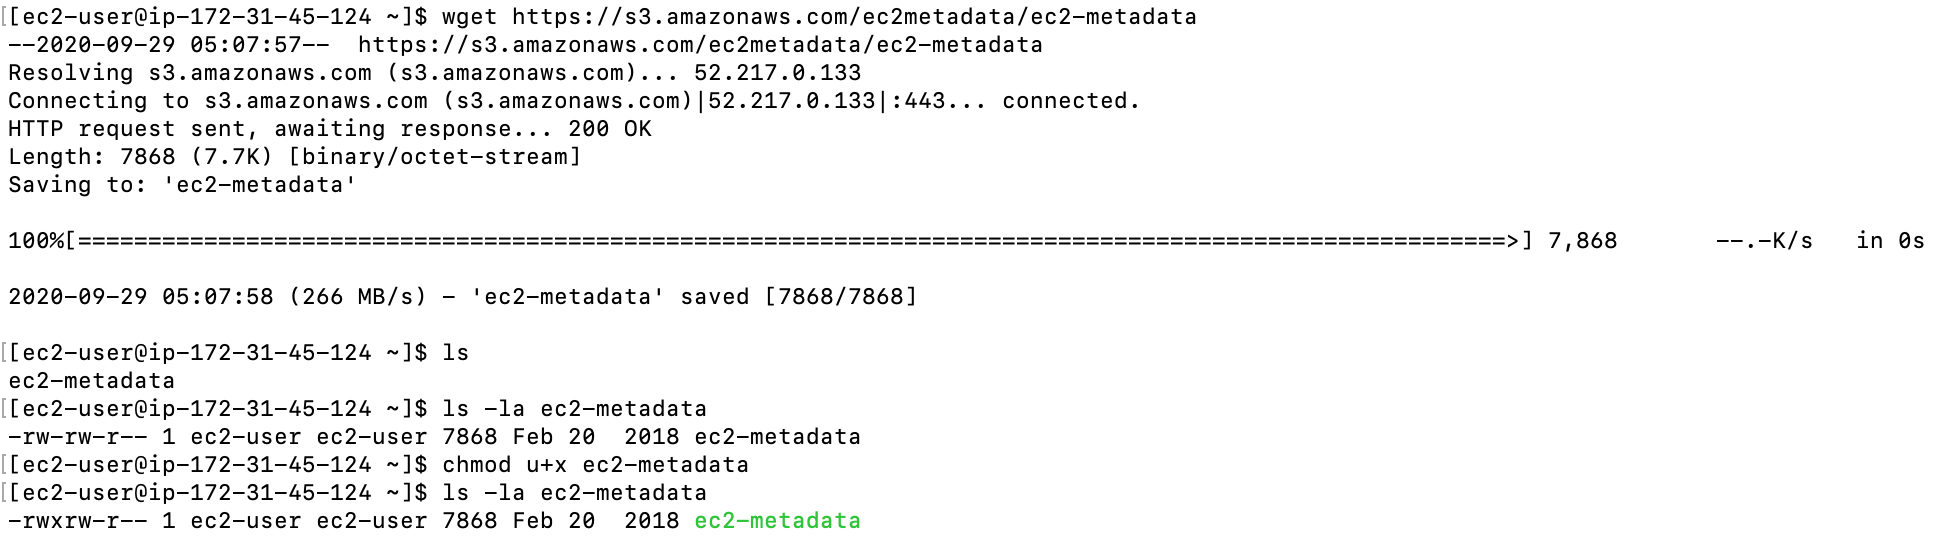 [[ec2-user@ip-172-31-45-124 ~]$ wget https://s3.amazonaws.com/ec2metadata/ec2-metadata
--2020-09-29 05:07:57--  https://s3.amazonaws.com/ec2metadata/ec2-metadata
Resolving s3.amazonaws.com (s3.amazonaws.com)... 52.217.0.133
Connecting to s3.amazonaws.com (s3.amazonaws.com)|52.217.0.133|:443... connected.
HTTP request sent, awaiting response... 200 OK
Length: 7868 (7.7K) [binary/octet-stream]
Saving to: 'ec2-metadata'
100%[======================================================================================================>] 7,868       --.-K/s   in 0s
2020-09-29 05:07:58 (266 MB/s) - 'ec2-metadata' saved [7868/7868]
[[ec2-user@ip-172-31-45-124 ~]$ ls
ec2-metadata
[[ec2-user@ip-172-31-45-124 ~]$ ls -la ec2-metadata
-rw-rw-r-- 1 ec2-user ec2-user 7868 Feb 20  2018 ec2-metadata
[[ec2-user@ip-172-31-45-124 ~]$ chmod u+x ec2-metadata
[[ec2-user@ip-172-31-45-124 ~]$ ls -la ec2-metadata
-rwxrw-r-- 1 ec2-user ec2-user 7868 Feb 20  2018 ec2-metadata